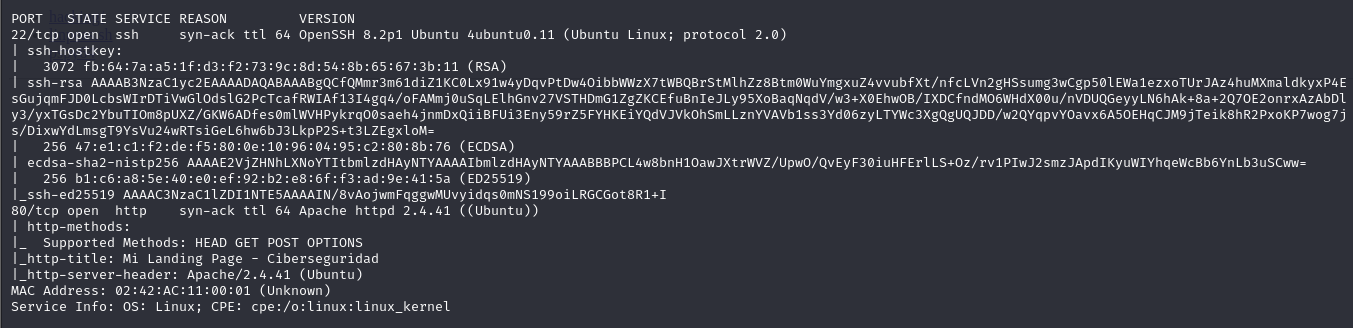 PORT   STATE SERVICE REASON         VERSION
22/tcp open  ssh     syn-ack ttl 64 OpenSSH 8.2p1 Ubuntu 4ubuntu0.11 (Ubuntu Linux; protocol 2.0)
| ssh-hostkey:
|   3072 fb:64:7a:a5:1f:d3:f2:73:9c:8d:54:8b:65:67:3b:11 (RSA)
| ssh-rsa AAAAB3NzaC1yc2EAAAADAQABAAABgQCfQMmr3m61diZ1KC0Lx91w4yDqvPtDw4OibbWWzX7tWBQBrStMlhZz8Btm0WuYmgxuZ4vvubfXt/nfcLVn2gHSsumg3wCgp50lEWa1ezxoTUrJAz4huMXmaldkyxP4E
sGujqmFJD0LcbsWIrDTiVwGlOdslG2PcTcafRWIAf13I4gq4/oFAMmj0uSqLElhGnv27VSTHDmG1ZgZKCEfuBnIeJLy95XoBaqNqdV/w3+X0EhwOB/IXDCfndMO6WHdX00u/nVDUQGeyyLN6hAk+8a+2Q7OE2onrxAzAbDl
y3/yxTGsDc2YbuTIOm8pUXZ/GKW6ADfes0mlWVHPykrqO0saeh4jnmDxQiiBFUi3Eny59rZ5FYHKEiYQdVJVkOhSmLLznYVAVb1ss3Yd06zyLTYWc3XgQgUQJDD/w2QYqpvYOavx6A5OEHqCJM9jTeik8hR2PxoKP7wog7j
s/DixwYdLmsgT9YsVu24wRTsiGeL6hw6bJ3LkpP2S+t3LZEgxloM=
|   256 47:e1:c1:f2:de:f5:80:0e:10:96:04:95:c2:80:8b:76 (ECDSA)
| ecdsa-sha2-nistp256 AAAAE2VjZHNhLXNoYTItbmlzdHAyNTYAAAAIbmlzdHAyNTYAAABBBPCL4w8bnH1OawJXtrWVZ/UpwO/QvEyF30iuHFErlLS+Oz/rv1PIwJ2smzJApdIKyuWIYhqeWcBb6YnLb3uSCww=
|   256 b1:c6:a8:5e:40:e0:ef:92:b2:e8:6f:f3:ad:9e:41:5a (ED25519)
|_ssh-ed25519 AAAAC3NzaC1lZDI1NTE5AAAAIN/8vAojwmFqggwMUvyidqs0mNS199oiLRGCGot8R1+I
80/tcp open  http    syn-ack ttl 64 Apache httpd 2.4.41 ((Ubuntu))
| http-methods:
|_  Supported Methods: HEAD GET POST OPTIONS
|_http-title: Mi Landing Page - Ciberseguridad
|_http-server-header: Apache/2.4.41 (Ubuntu)
MAC Address: 02:42:AC:11:00:01 (Unknown)
Service Info: OS: Linux; CPE: cpe:/o:linux:linux_kernel